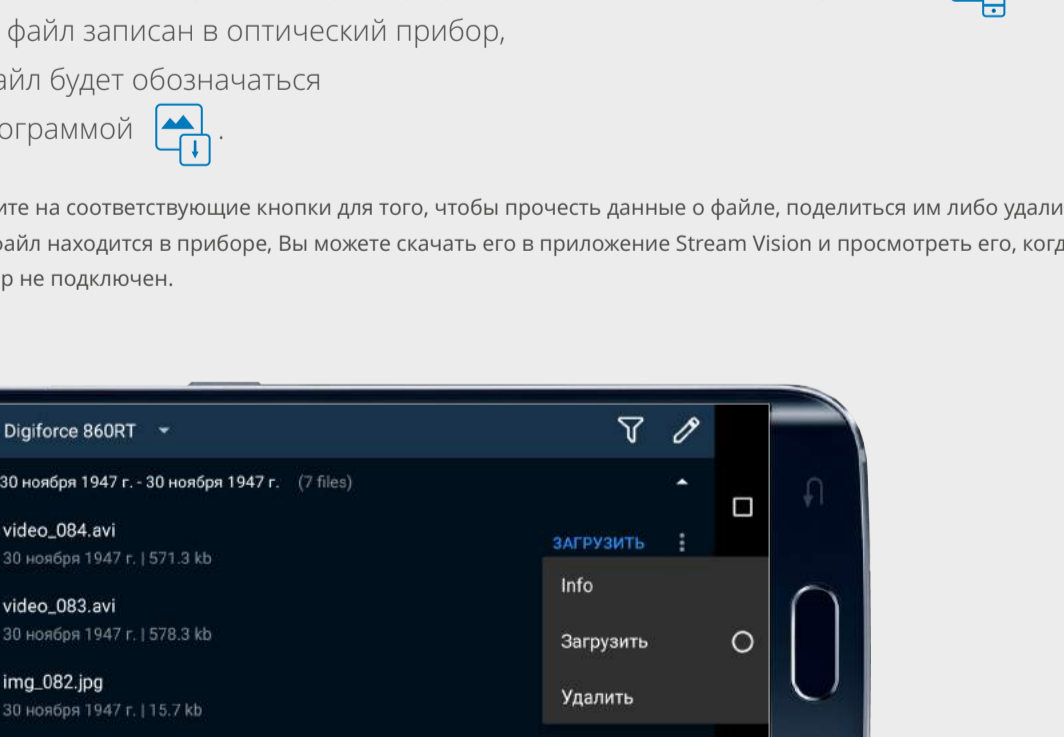 файл записан в оптический прибор,
айл будет обозначаться
ограммой .
ите на соответствующие кнопки для того, чтобы прочесть данные о файле, поделиться им либо удали
файл находится в приборе, Вы можете скачать его в приложение Stream Vision и просмотреть его, когд
р не подключен.
Digiforce 860RT
30 ноября 1947 г. - 30 ноября 1947 г. (7 files)
video_084.avi
ЗАГРУЗИТЬ
30 ноября 1947 г. | 571.3 kb
Info
video_083.avi
30 ноября 1947 г. | 578.3 kb
Загрузить
img_082.jpg
Удалить
30 ноября 1947 г. | 15.7 kb